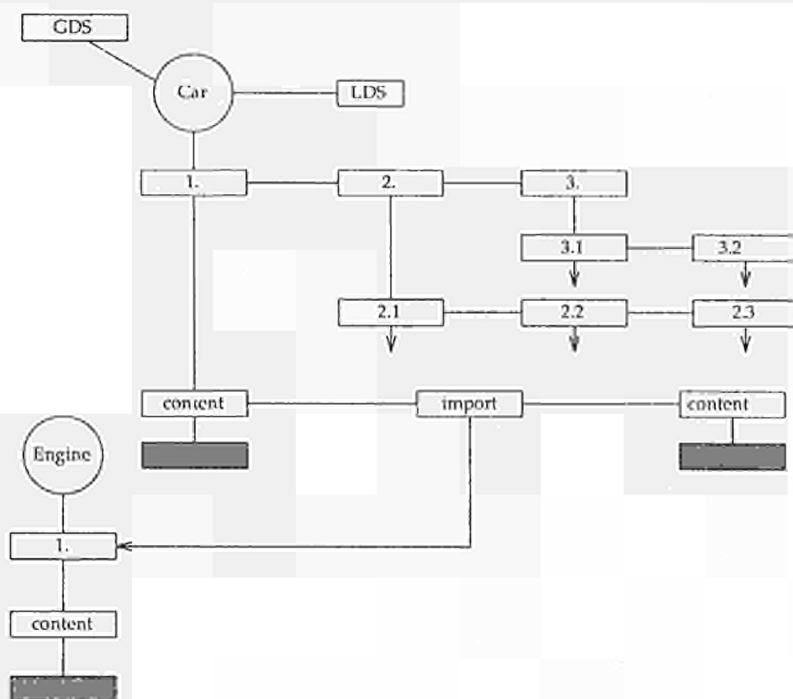 GDS
Car
LDS
1.
2.
3.
3.1
3.2
2.1
2.2
2.3
content
import
content
Engine
1.
content